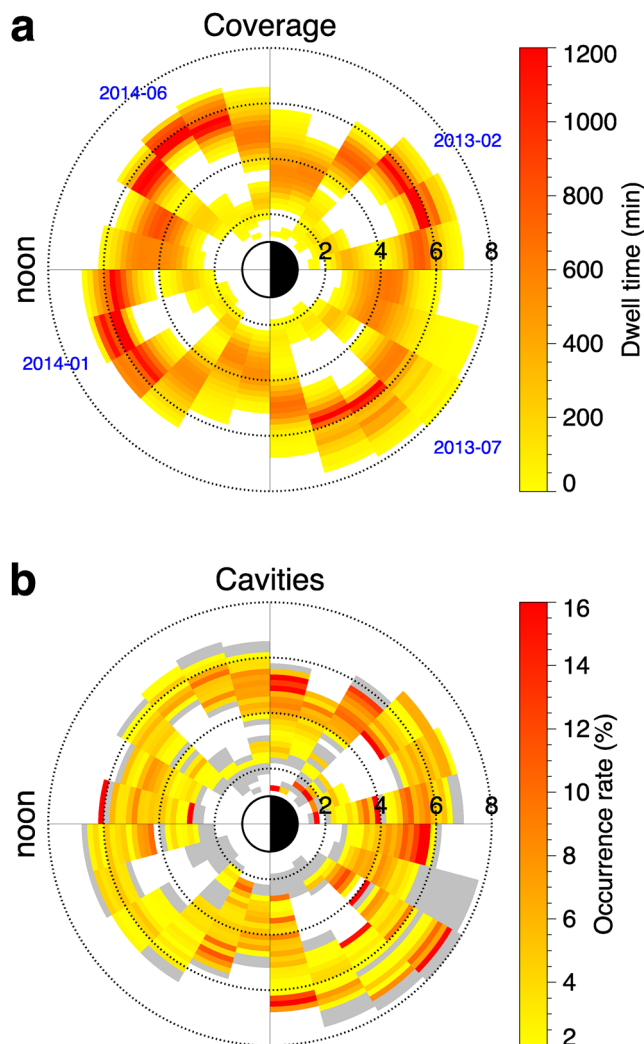 a
Coverage
2014-06
2013-02
noon
2 4 6 8
2014-01
2013-07
1200
1000
800
600
400
200
0
Dwell time (min)
b
Cavities
noon
2 4 6 8
16
14
12
10
8
6
4
2
Occurrence rate (%)